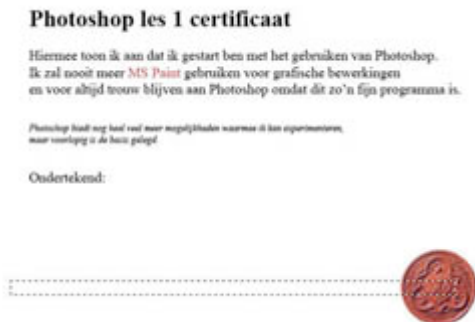 Photoshop les 1 certificaat
Hiermee toon ik aan dat ik gestart ben met het gebruiken van Photoshop.
Ik zal nooit meer MS Paint gebruiken voor grafische bewerkingen
en voor altijd trouw blijven aan Photoshop omdat dit zo'n fijn programma is.
Photoshop biedt nog heel veel meer mogelijkheden waarmee ik kan experimenteren,
maar voorlopig is de basis gelegd.
Ondertekend: